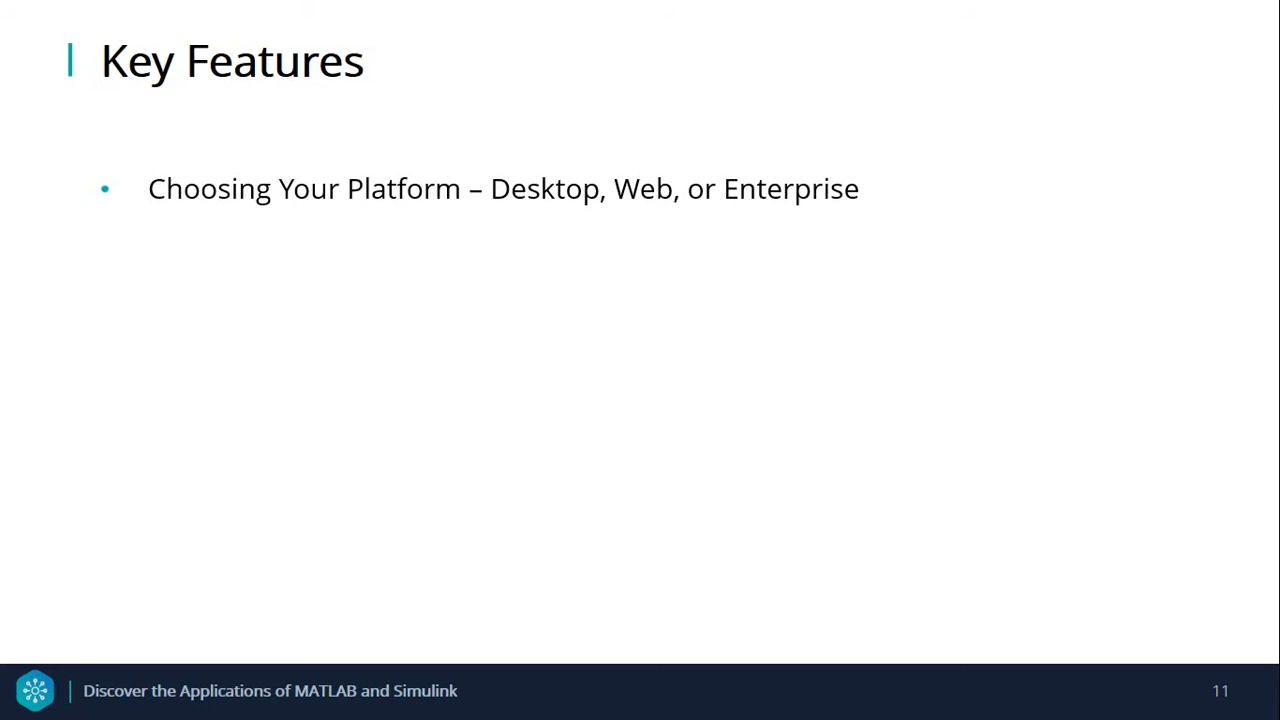 Key Features
• Choosing Your Platform – Desktop, Web, or Enterprise
Discover the Applications of MATLAB and Simulink
11